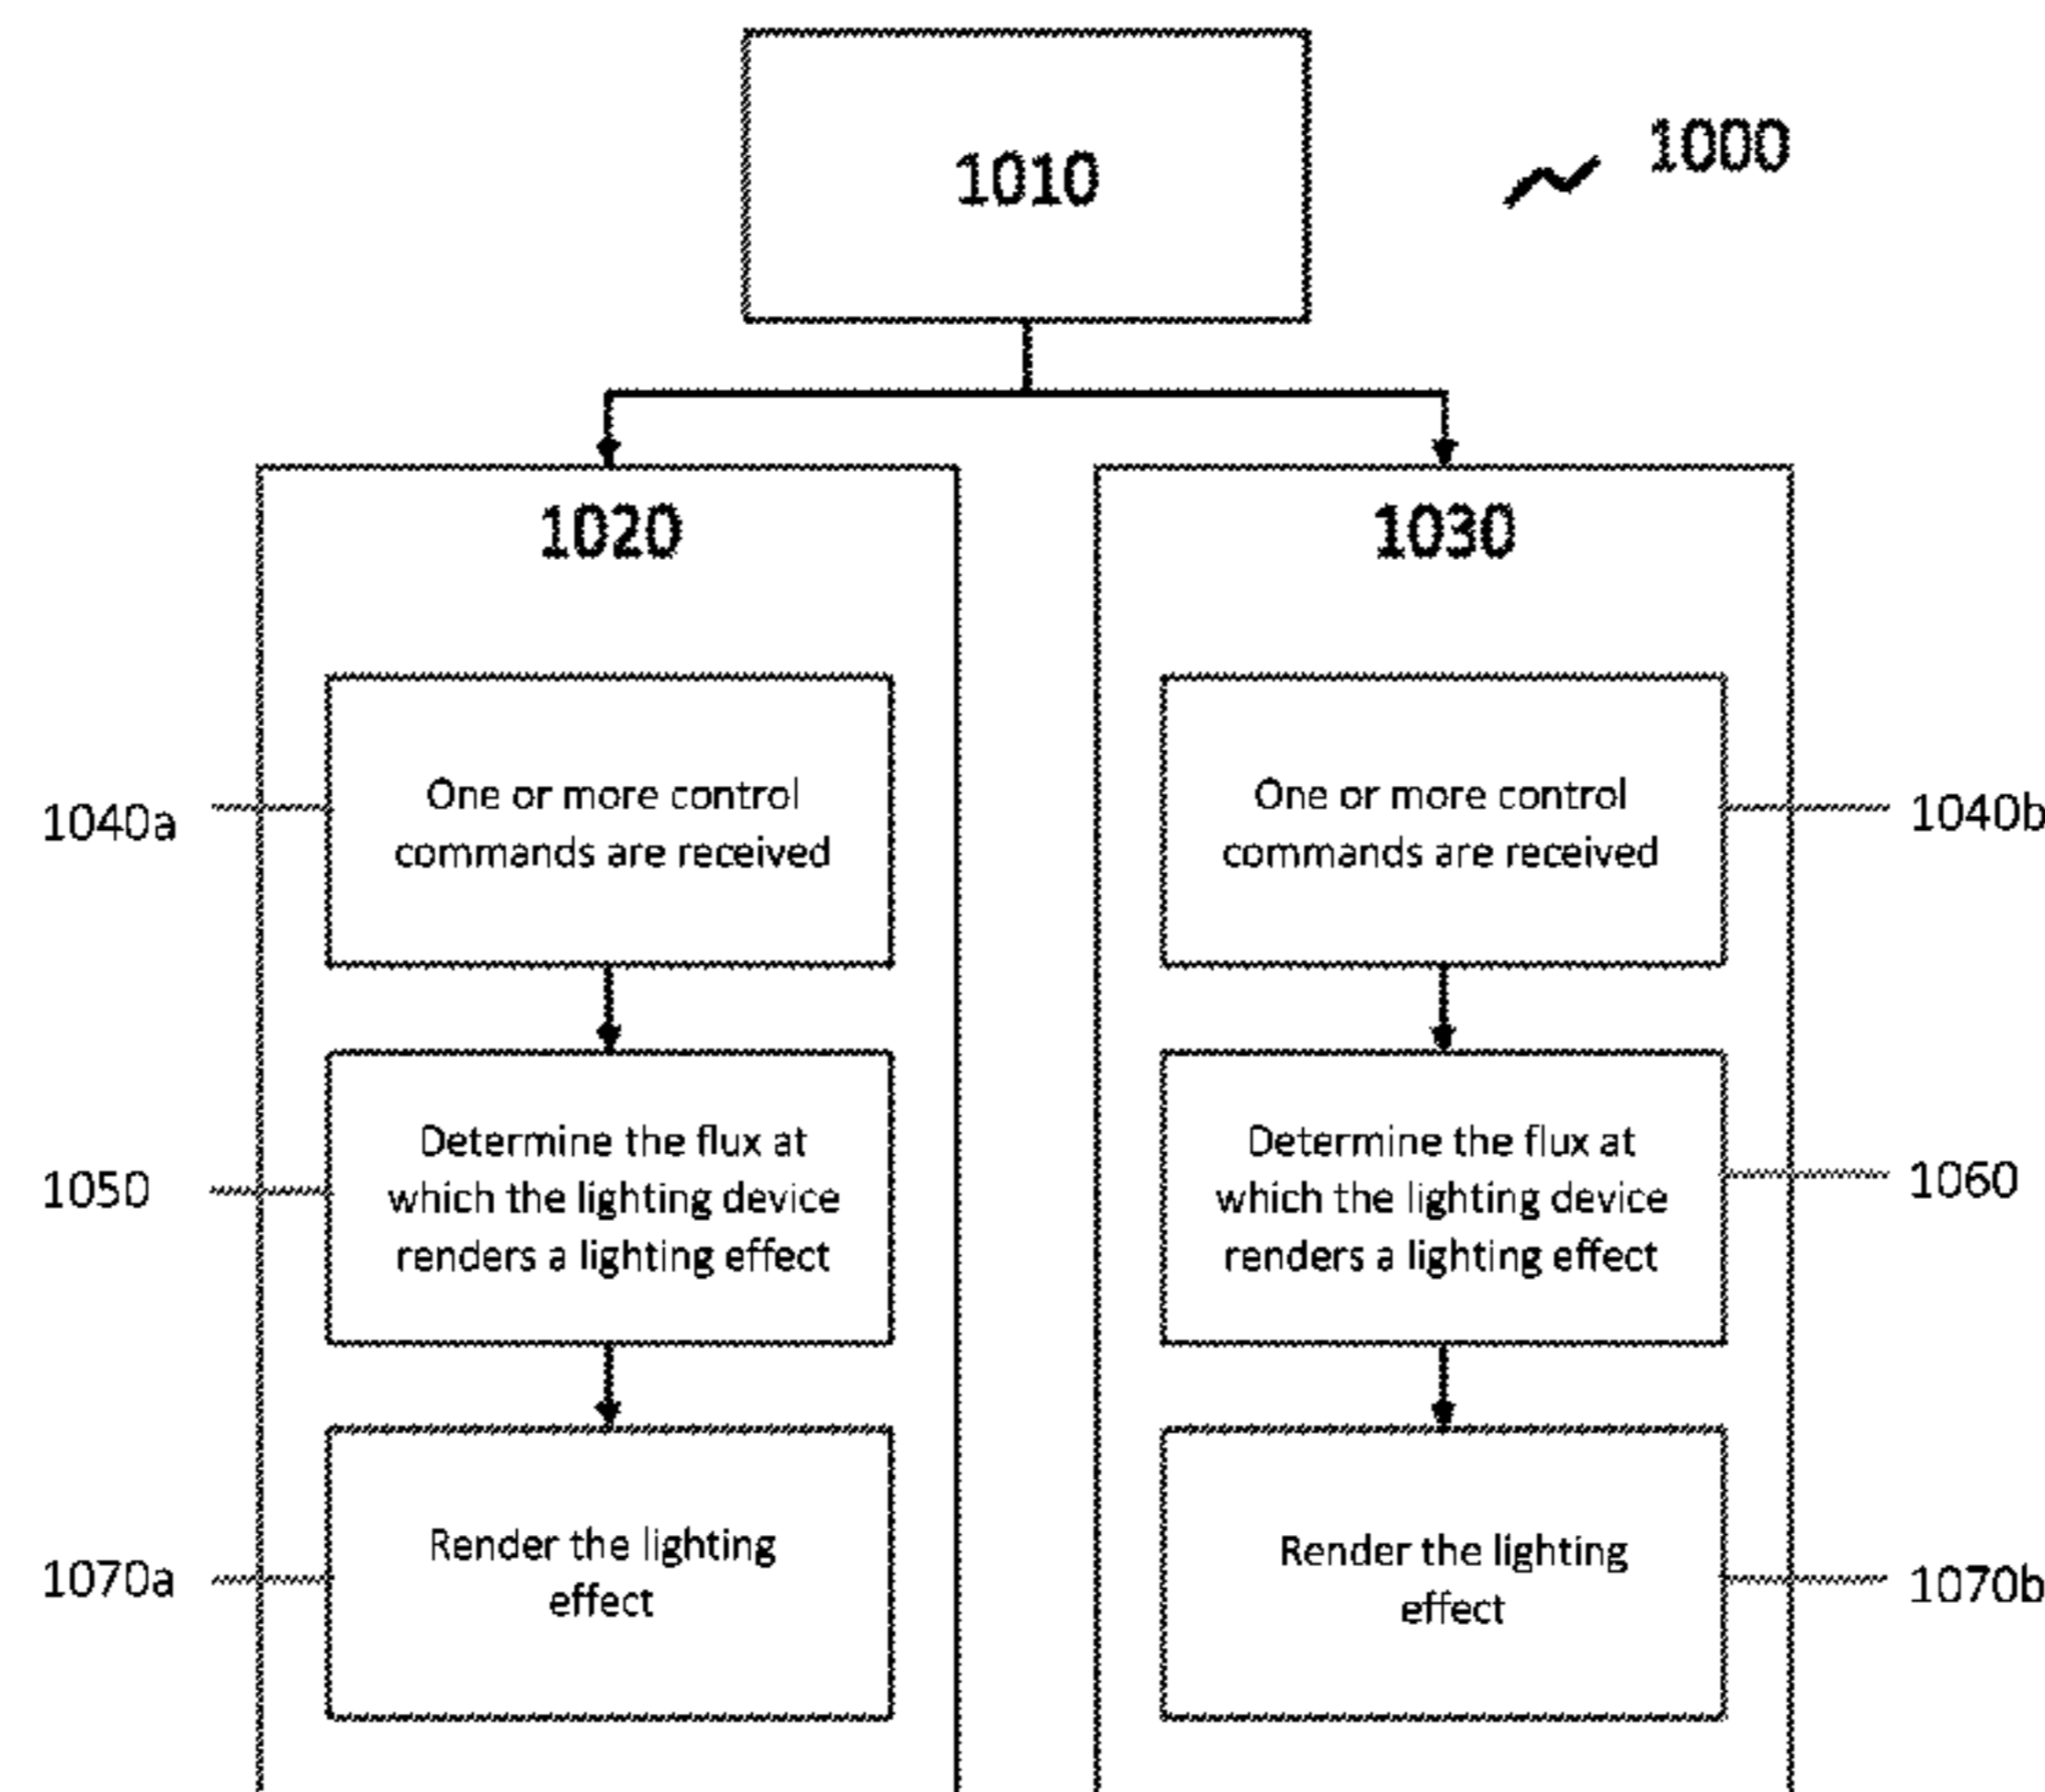 1010
1000
1020
1030
One or more control
commands are received
1040a
One or more control
commands are received
1040b
Determine the flux at
which the lighting device
renders a lighting effect
1050
Determine the flux at
which the lighting device
renders a lighting effect
1060
Render the lighting
effect
1070a
Render the lighting
effect
1070b